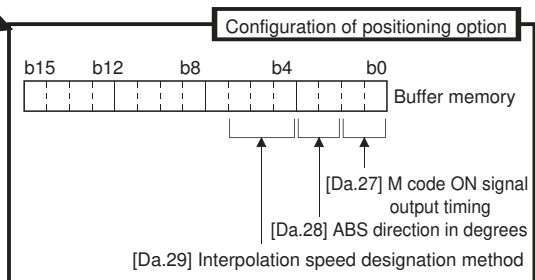 Configuration of positioning option
b15 b12 b8 b4 b0
Buffer memory
[Da.27] M code ON signal
output timing
[Da.28] ABS direction in degrees
[Da.29] Interpolation speed designation method